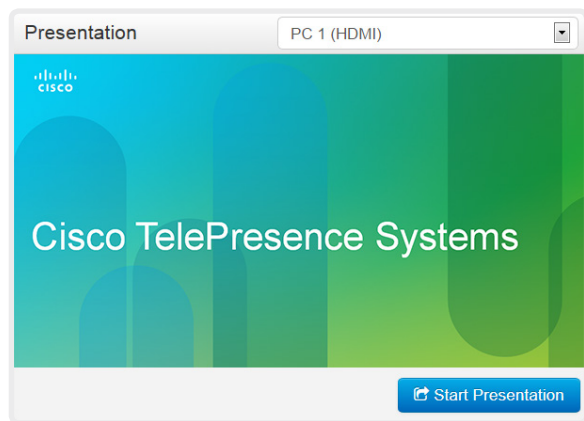 Presentation
PC 1 (HDMI)
CISCO
Cisco TelePresence Systems
Start Presentation